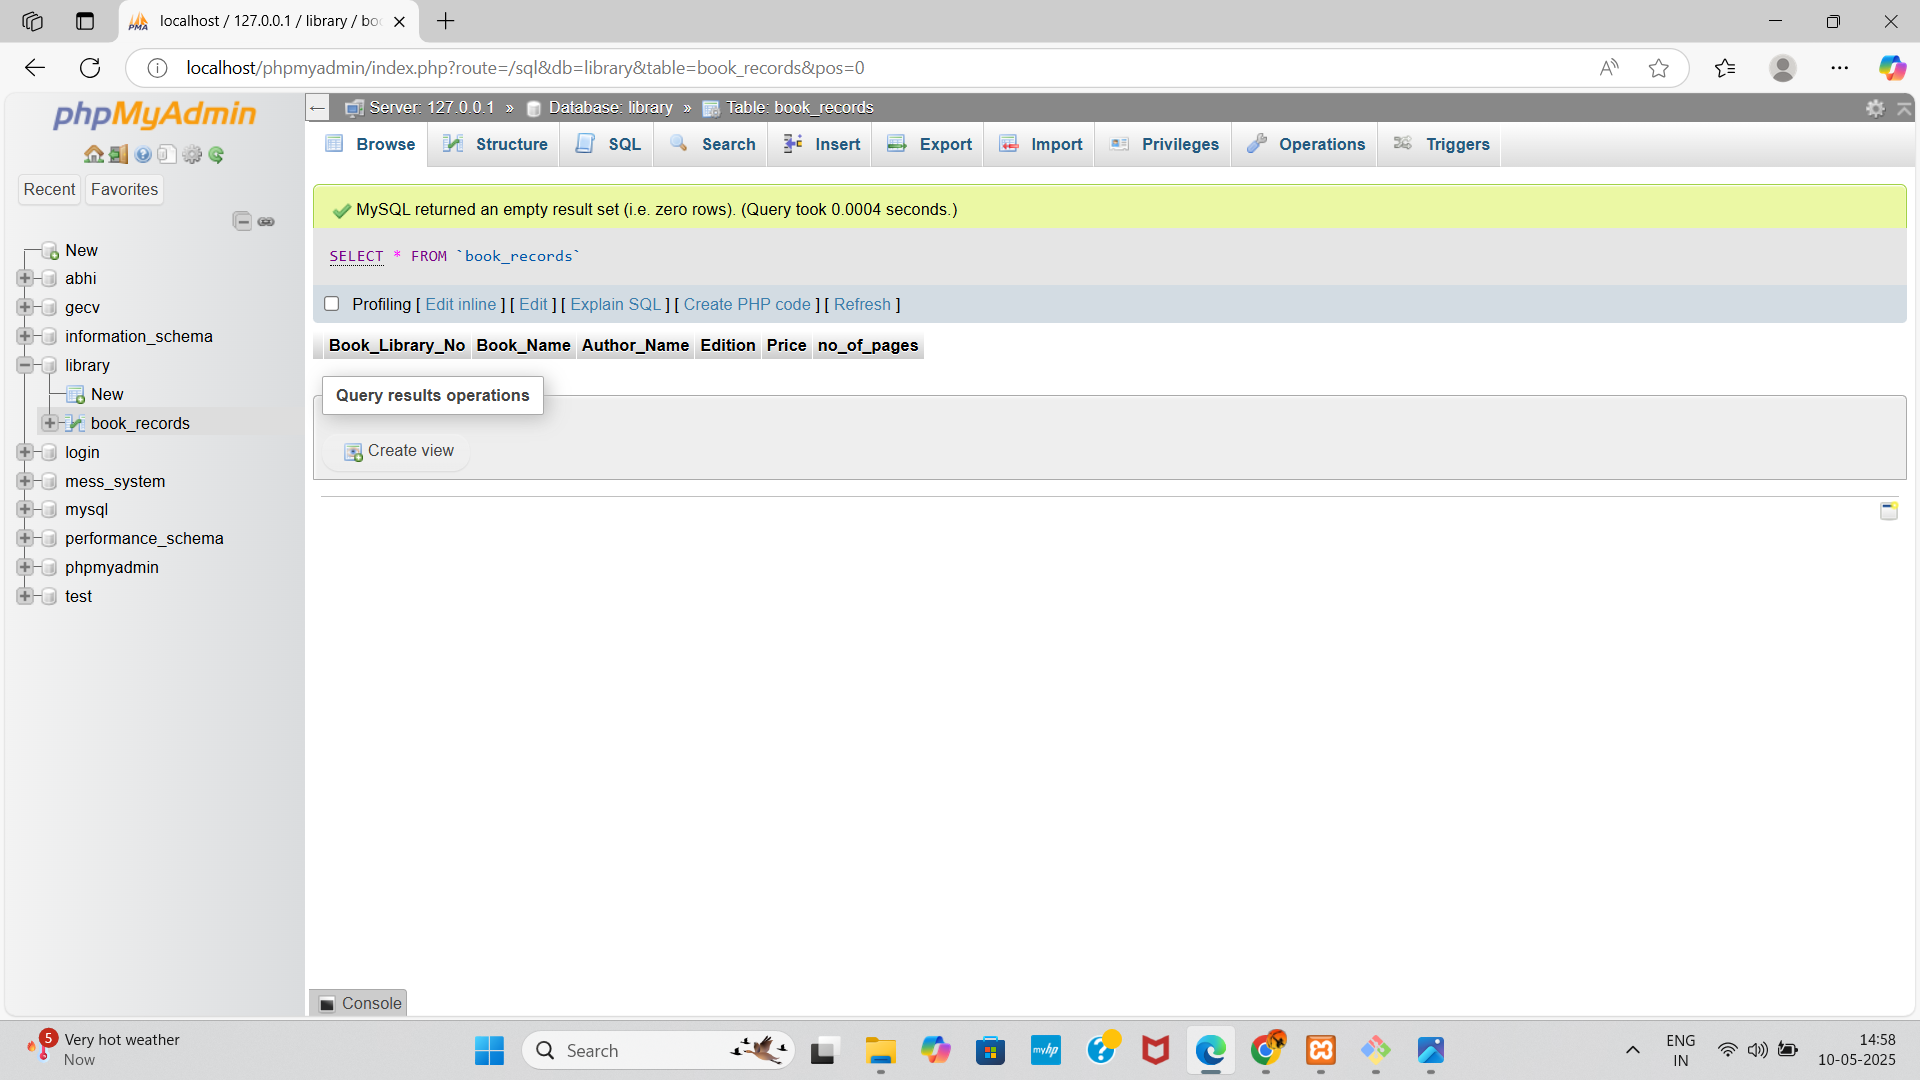 localhost / 127.0.0.1 / library / boo
localhost/phpmyadmin/index.php?route=/sql&db=library&table=book_records&pos=0
phpMyAdmin
Recent
Favorites
New
abhi
gecv
information_schema
library
New
book_records
login
mess_system
mysql
performance_schema
phpmyadmin
test
Server: 127.0.0.1 » Database: library » Table: book_records
Browse Structure SQL Search Insert Export Import Privileges Operations Triggers
MySQL returned an empty result set (i.e. zero rows). (Query took 0.0004 seconds.)
SELECT * FROM `book_records`
Profiling [ Edit inline ] [ Edit ] [ Explain SQL ] [ Create PHP code ] [ Refresh ]
Book_Library_No Book_Name Author_Name Edition Price no_of_pages
Query results operations
Create view
Console
5
Very hot weather
Now
Search
myhp
ENG
IN
14:58
10-05-2025